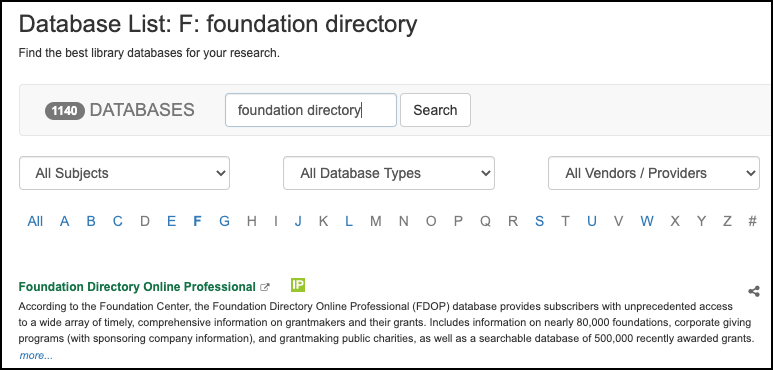 Database List: F: foundation directory
Find the best library databases for your research.
1140 DATABASES foundation directory Search
All Subjects All Database Types All Vendors / Providers
All A B C D E F G H I J K L M N O P Q R S T U V W X Y Z #
Foundation Directory Online Professional IP
According to the Foundation Center, the Foundation Directory Online Professional (FDOP) database provides subscribers with unprecedented access
to a wide array of timely, comprehensive information on grantmakers and their grants. Includes information on nearly 80,000 foundations, corporate giving
programs (with sponsoring company information), and grantmaking public charities, as well as a searchable database of 500,000 recently awarded grants.
more...